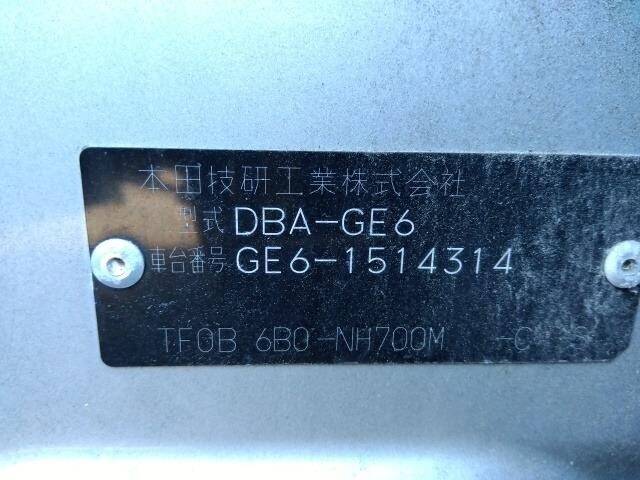 本田技研工業株式会社
型式 DBA-GE6
車台番号 GE6-1514314
TF0B 6B0-NH700M -C